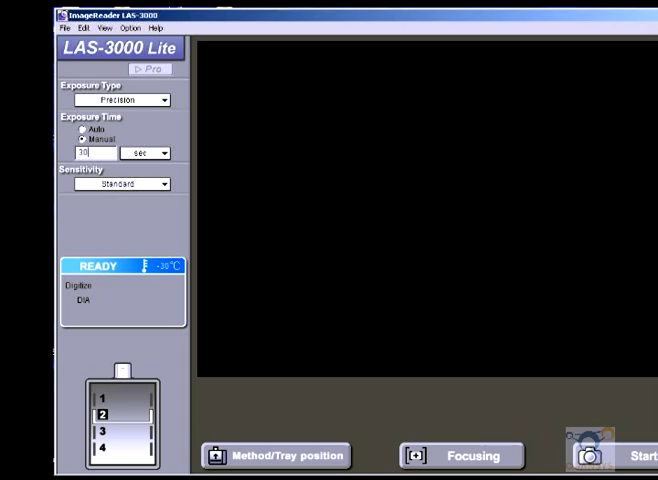 ImageReader LAS-3000
File Edit View Option Help
LAS-3000 Lite
Pro
Exposure Type
Precision
Exposure Time
Auto
Manual
30 sec
Sensitivity
Standard
READY -30°C
Digitize
DIA
1
2
3
4
Method/Tray position Focusing Start